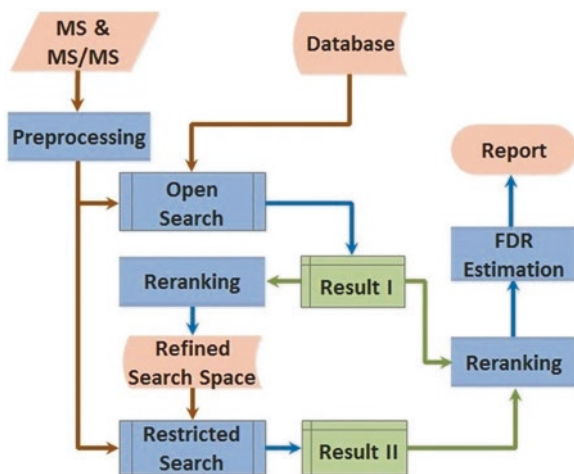 MS &
MS/MS
Database
Preprocessing
Report
Open
Search
FDR
Estimation
Reranking
Result I
Refined
Search Space
Reranking
Restricted
Search
Result II